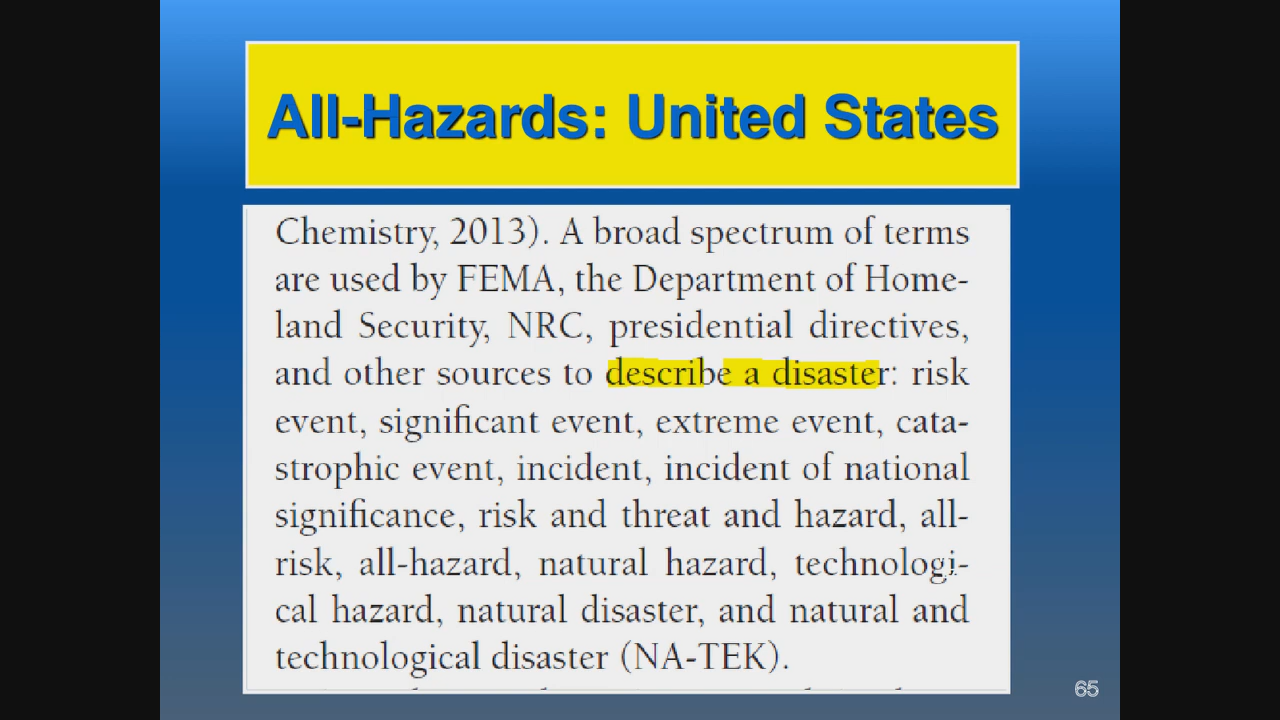 All-Hazards: United States
Chemistry, 2013). A broad spectrum of terms
are used by FEMA, the Department of Home-
land Security, NRC, presidential directives,
and other sources to describe a disaster: risk
event, significant event, extreme event, cata-
strophic event, incident, incident of national
significance, risk and threat and hazard, all-
risk, all-hazard, natural hazard, technologi-
cal hazard, natural disaster, and natural and
technological disaster (NA-TEK).
65